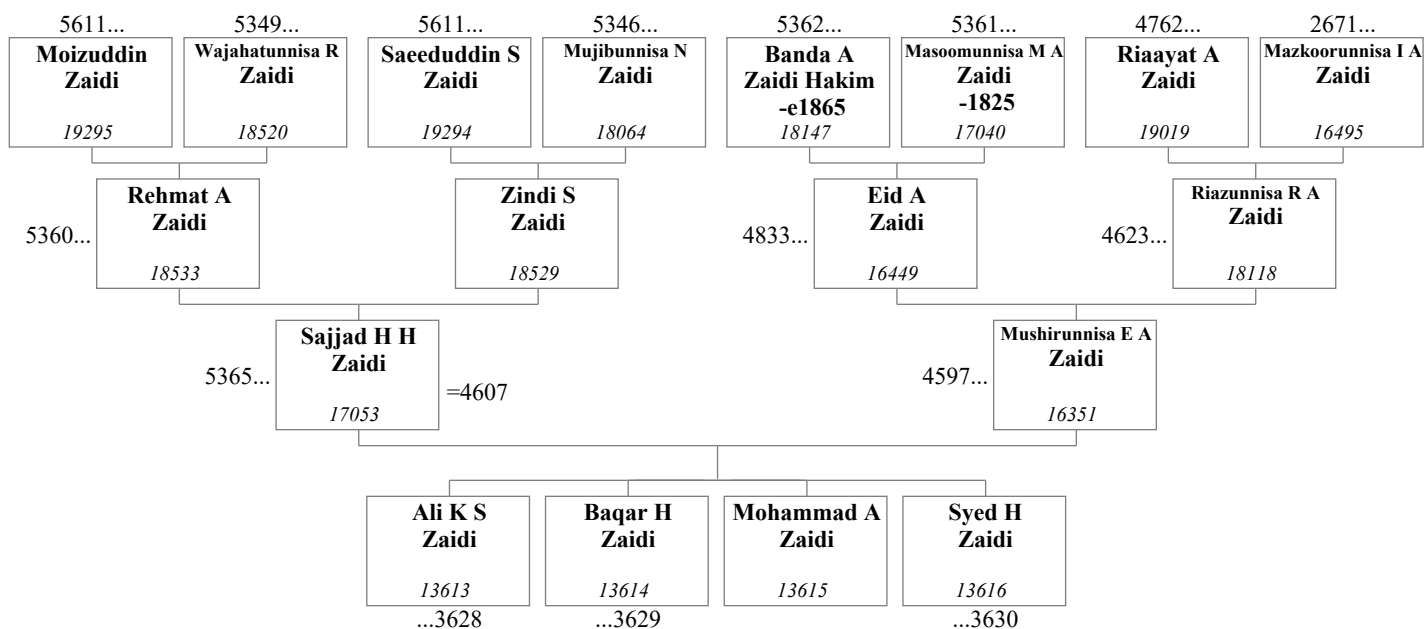 5611... 5349... 5611... 5346... 5362... 5361... 4762... 2671...
Moizuddin
Zaidi
19295
Wajahatunnisa R
Zaidi
18520
Saeeduddin S
Zaidi
19294
Mujibunnisa N
Zaidi
18064
Banda A
Zaidi Hakim
-e1865
18147
Masoomunnisa M A
Zaidi
-1825
17040
Riaayat A
Zaidi
19019
Mazkoorunnisa I A
Zaidi
16495
5360...
Rehmat A
Zaidi
18533
Zindi S
Zaidi
18529
4833...
Eid A
Zaidi
16449
4623...
Riazunnisa R A
Zaidi
18118
5365...
Sajjad H H
Zaidi
17053
=4607
4597...
Mushirunnisa E A
Zaidi
16351
Ali K S
Zaidi
13613
...3628
Baqar H
Zaidi
13614
...3629
Mohammad A
Zaidi
13615
Syed H
Zaidi
13616
...3630